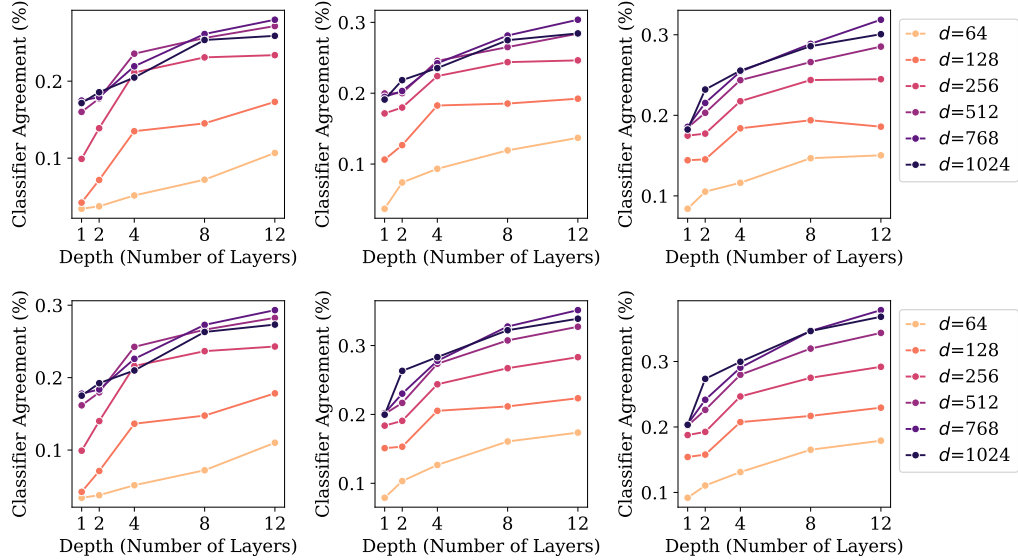 Classifier Agreement (%)
0.2
0.1
1 2 4 8 12
Depth (Number of Layers)
Classifier Agreement (%)
0.3
0.2
0.1
1 2 4 8 12
Depth (Number of Layers)
Classifier Agreement (%)
0.3
0.2
0.1
1 2 4 8 12
Depth (Number of Layers)
d=64
d=128
d=256
d=512
d=768
d=1024
Classifier Agreement (%)
0.3
0.2
0.1
1 2 4 8 12
Depth (Number of Layers)
Classifier Agreement (%)
0.3
0.2
0.1
1 2 4 8 12
Depth (Number of Layers)
Classifier Agreement (%)
0.3
0.2
0.1
1 2 4 8 12
Depth (Number of Layers)
d=64
d=128
d=256
d=512
d=768
d=1024